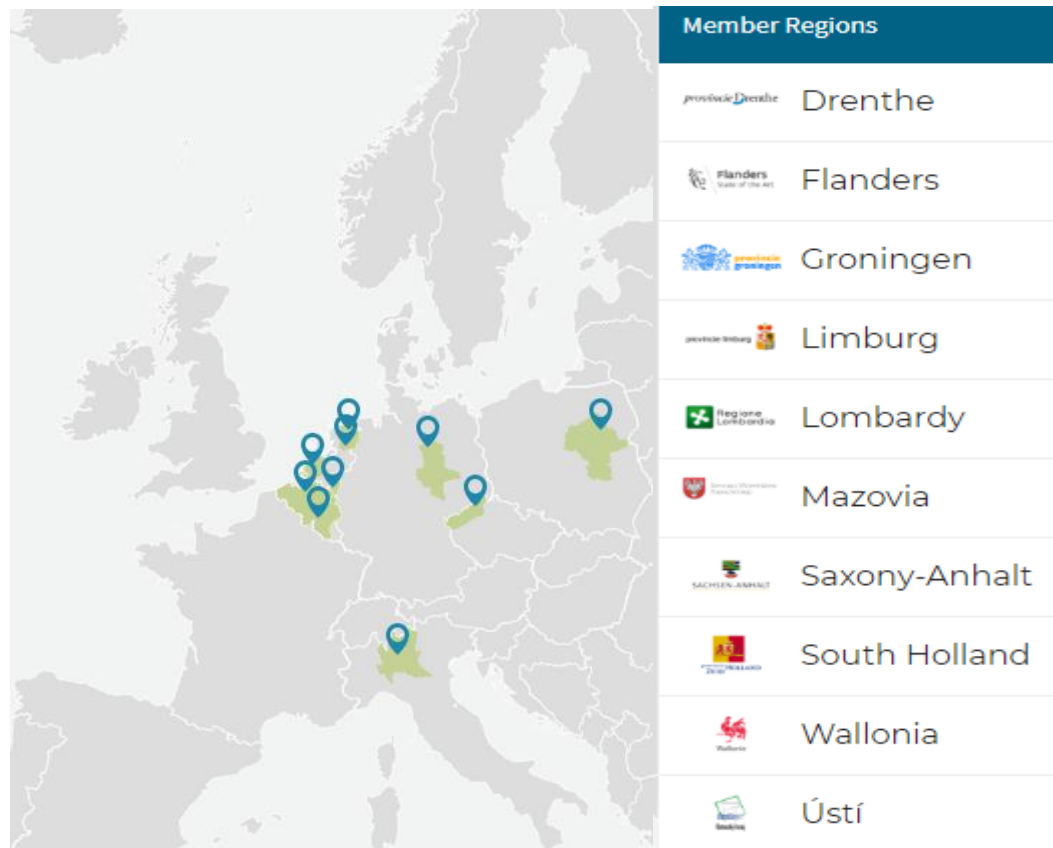 Member Regions
provincie Drenthe
Drenthe
Flanders
State of the Art
Flanders
provincie
groningen
Groningen
provincie limburg
Limburg
Regione
Lombardia
Lombardy
Mazovia
SACHSEN-ANHALT
Saxony-Anhalt
HOLLAND
South Holland
Wallonie
Wallonia
Ústí